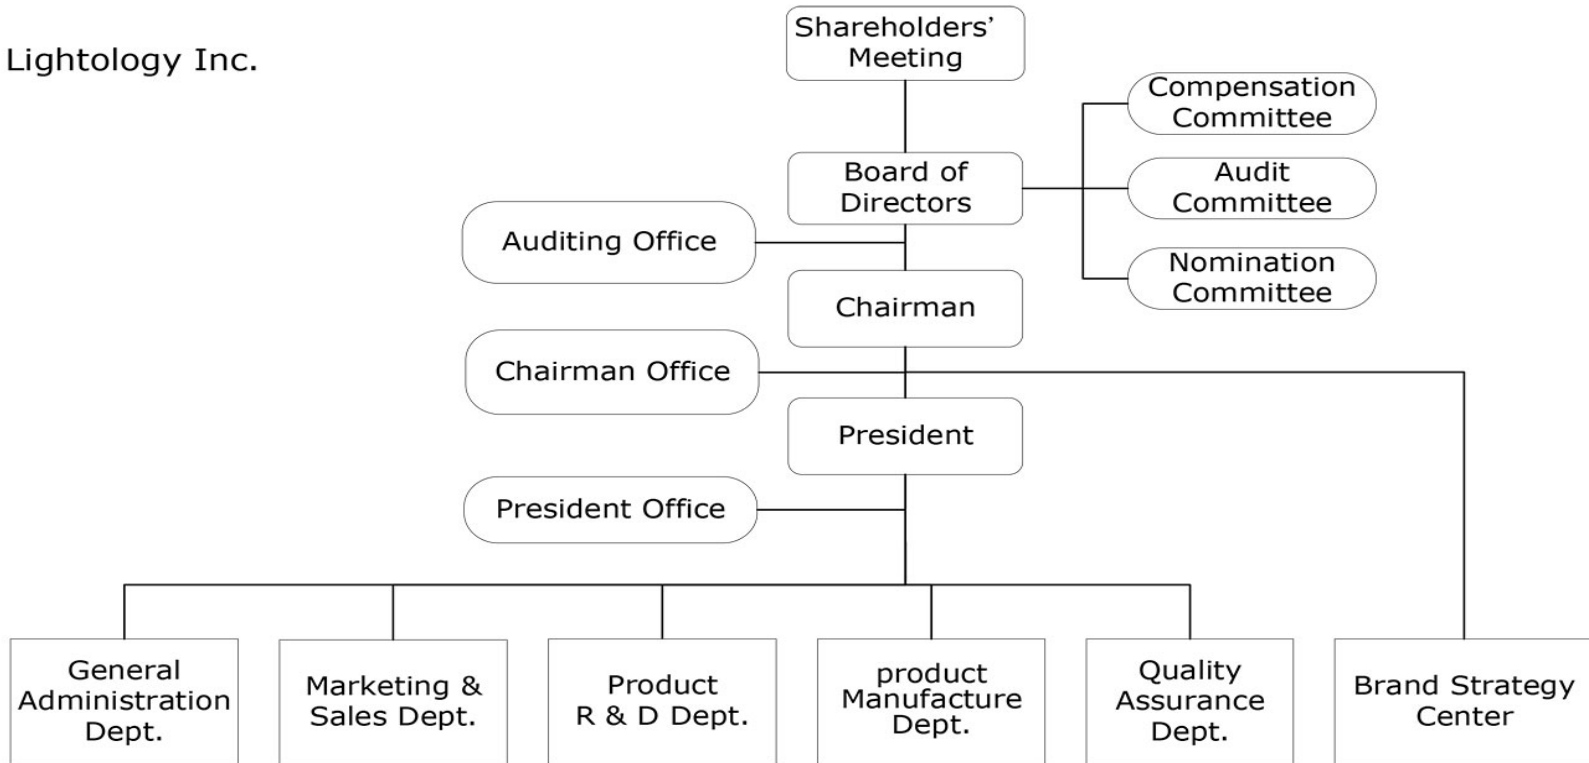 Lightology Inc.
Shareholders’
Meeting
Compensation
Committee
Board of
Directors
Audit
Committee
Auditing Office
Nomination
Committee
Chairman
Chairman Office
President
President Office
General
Administration
Dept.
Marketing &
Sales Dept.
Product
R & D Dept.
product
Manufacture
Dept.
Quality
Assurance
Dept.
Brand Strategy
Center